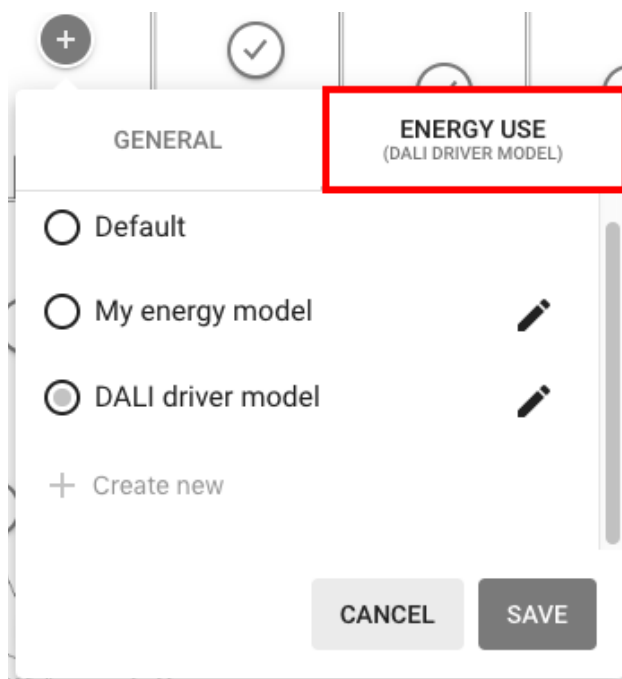 GENERAL
ENERGY USE
(DALI DRIVER MODEL)
Default
My energy model
DALI driver model
Create new
CANCEL
SAVE